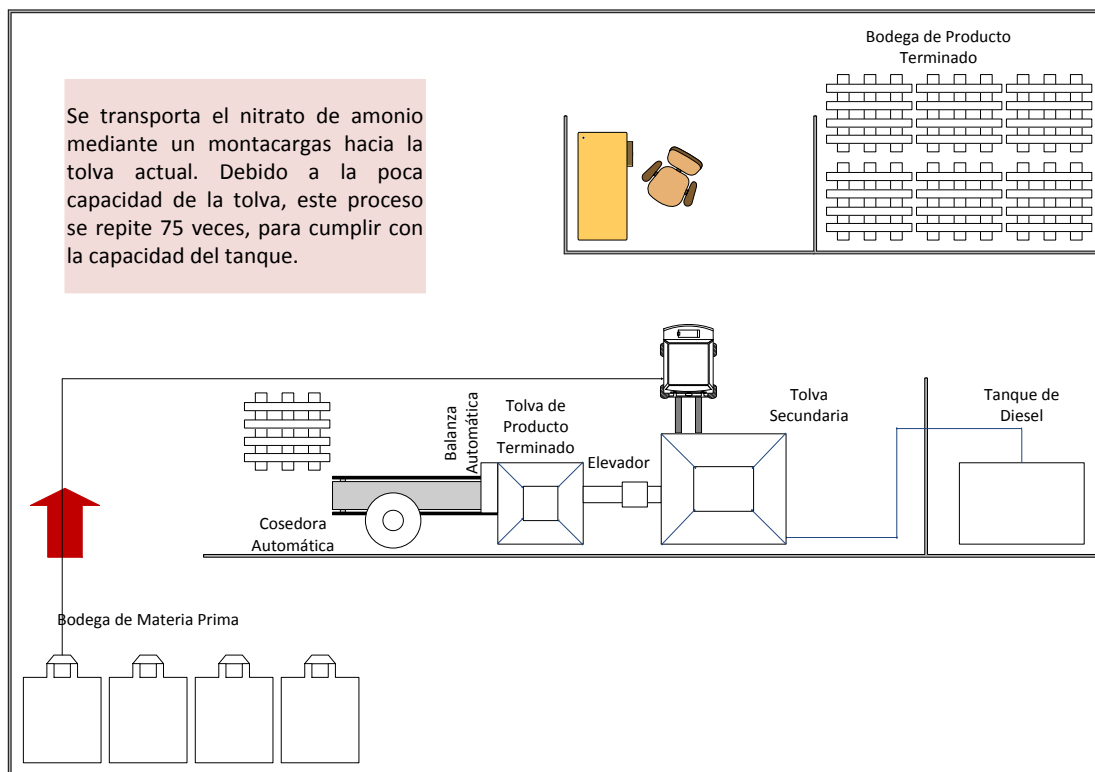 Bodega de Producto
Terminado
Se transporta el nitrato de amonio
mediante un montacargas hacia la
tolva actual. Debido a la poca
capacidad de la tolva, este proceso
se repite 75 veces, para cumplir con
la capacidad del tanque.
Balanza
Automática
Tolva de
Producto
Terminado
Elevador
Tolva
Secundaria
Tanque de
Diesel
Cosedora
Automática
Bodega de Materia Prima